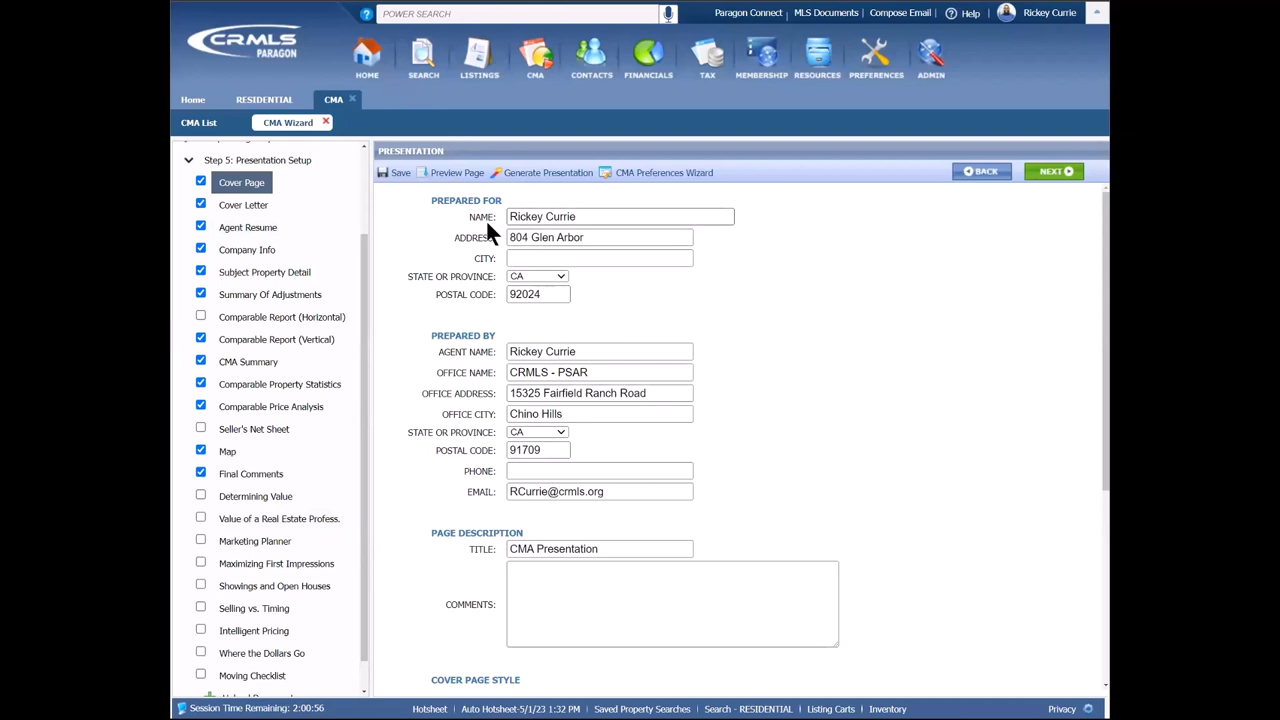 POWER SEARCH
Paragon Connect | MLS Documents | Compose Email | Help | Rickey Currie
CRMLS
PARAGON
HOME SEARCH LISTINGS CMA CONTACTS FINANCIALS TAX MEMBERSHIP RESOURCES PREFERENCES ADMIN
Home RESIDENTIAL CMA
CMA List CMA Wizard
Step 5: Presentation Setup
Cover Page
Cover Letter
Agent Resume
Company Info
Subject Property Detail
Summary Of Adjustments
Comparable Report (Horizontal)
Comparable Report (Vertical)
CMA Summary
Comparable Property Statistics
Comparable Price Analysis
Seller's Net Sheet
Map
Final Comments
Determining Value
Value of a Real Estate Profess.
Marketing Planner
Maximizing First Impressions
Showings and Open Houses
Selling vs. Timing
Intelligent Pricing
Where the Dollars Go
Moving Checklist
PRESENTATION
Save Preview Page Generate Presentation CMA Preferences Wizard BACK NEXT
PREPARED FOR
NAME: Rickey Currie
ADDRESS: 804 Glen Arbor
CITY:
STATE OR PROVINCE: CA
POSTAL CODE: 92024
PREPARED BY
AGENT NAME: Rickey Currie
OFFICE NAME: CRMLS - PSAR
OFFICE ADDRESS: 15325 Fairfield Ranch Road
OFFICE CITY: Chino Hills
STATE OR PROVINCE: CA
POSTAL CODE: 91709
PHONE:
EMAIL: RCurrie@crmls.org
PAGE DESCRIPTION
TITLE: CMA Presentation
COMMENTS:
COVER PAGE STYLE
Session Time Remaining: 2:00:56 Hotsheet | Auto Hotsheet-5/1/23 1:32 PM | Saved Property Searches | Search - RESIDENTIAL | Listing Carts | Inventory Privacy